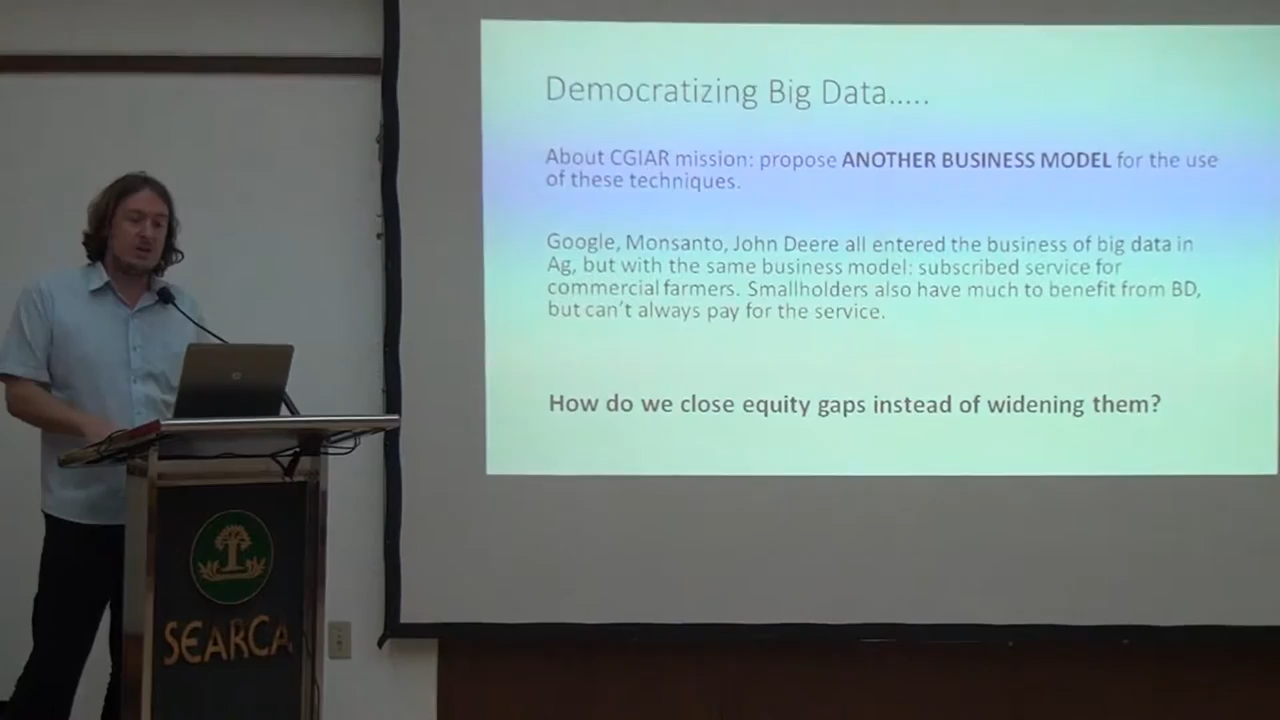 Democratizing Big Data.....
About CGIAR mission: propose ANOTHER BUSINESS MODEL for the use
of these techniques.
Google, Monsanto, John Deere all entered the business of big data in
Ag, but with the same business model: subscribed service for
commercial farmers. Smallholders also have much to benefit from BD,
but can't always pay for the service.
How do we close equity gaps instead of widening them?
SEARCA